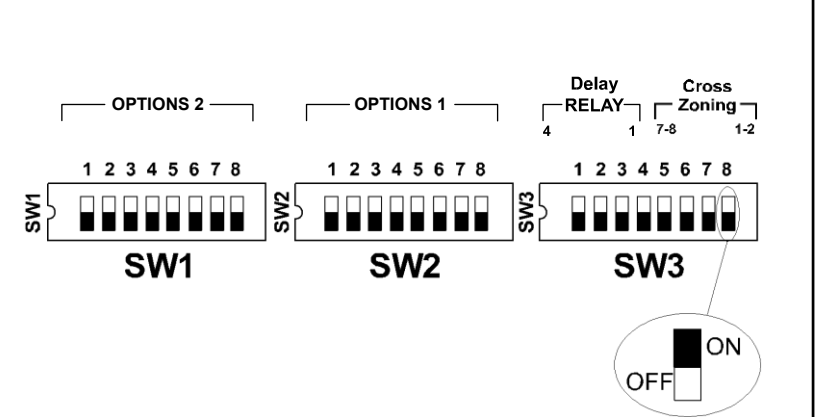 Delay
Cross
OPTIONS 2
OPTIONS 1
RELAY
Zoning
4 1 7-8 1-2
1 2 3 4 5 6 7 8
1 2 3 4 5 6 7 8
1 2 3 4 5 6 7 8
SW1
SW2
SW3
SW1
SW2
SW3
ON
OFF